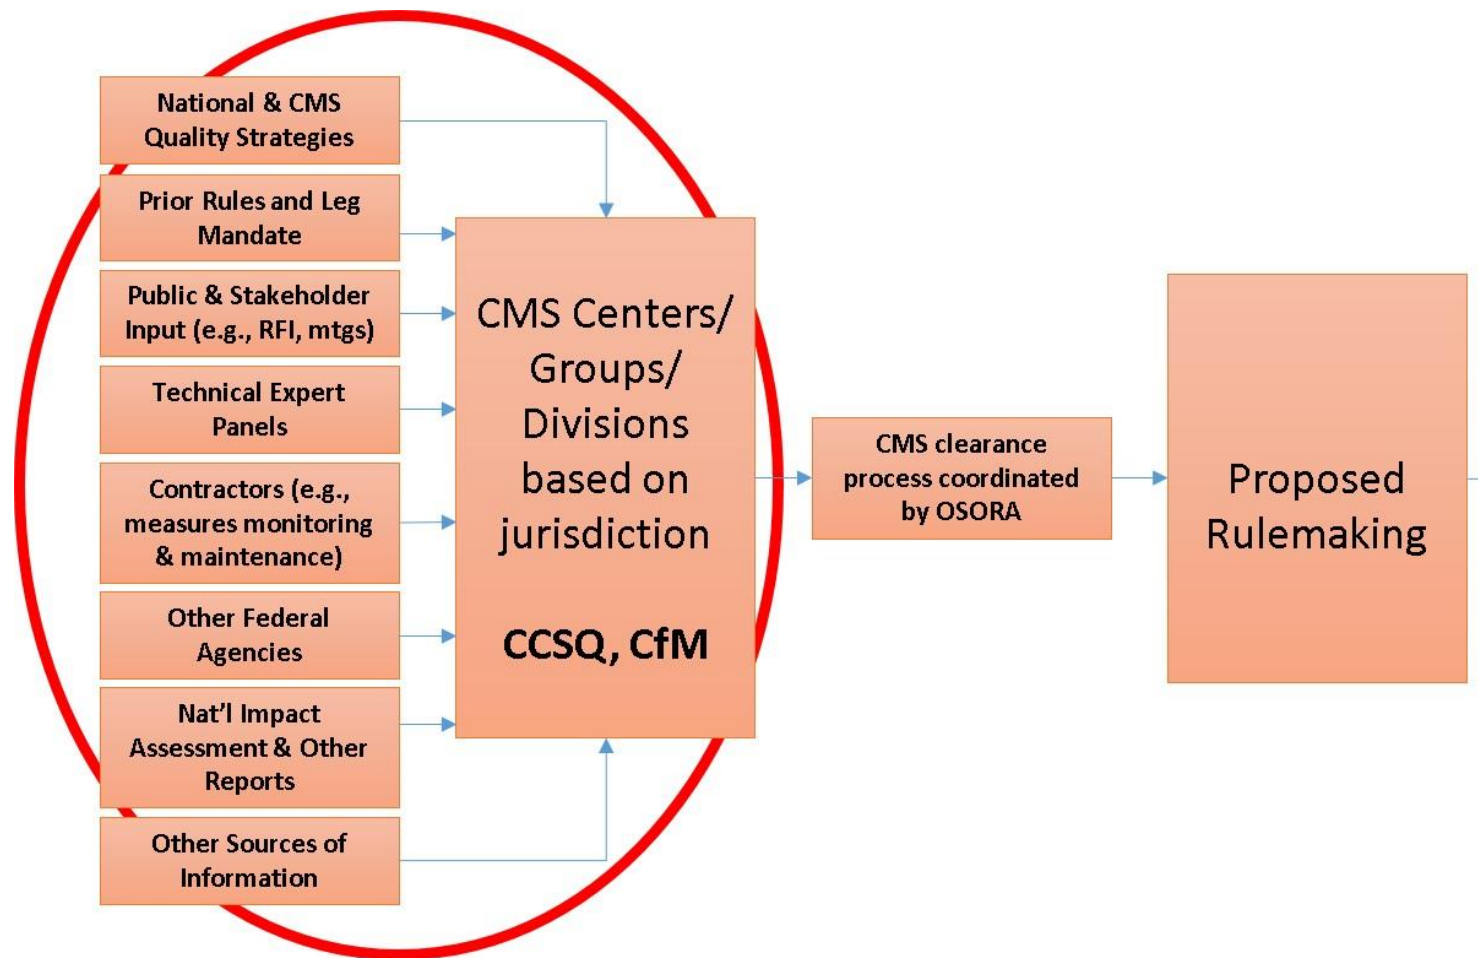 National & CMS
Quality Strategies
Prior Rules and Leg
Mandate
Public & Stakeholder
Input (e.g., RFI, mtgs)
Technical Expert
Panels
Contractors (e.g.,
measures monitoring
& maintenance)
Other Federal
Agencies
Nat’l Impact
Assessment & Other
Reports
Other Sources of
Information
CMS Centers/
Groups/
Divisions
based on
jurisdiction
CCSQ, CfM
CMS clearance
process coordinated
by OSORA
Proposed
Rulemaking